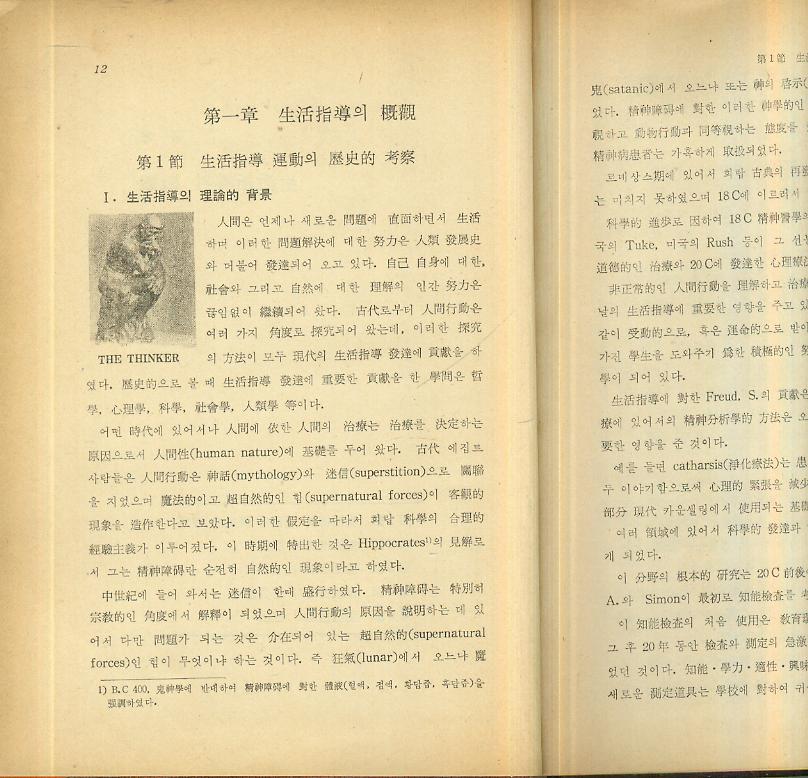 12
第一章 生活指導의 槪觀
第1節 生活指導 運動의 歷史的 考察
I. 生活指導의 理論的 背景
人間은 언제나 새로운 問題에 直面하면서 生活
하며 이러한 問題解決에 대한 努力은 人類 發展史
와 더불어 發達되어 오고 있다. 自己 自身에 대한,
社會와 그리고 自然에 대한 理解의 인간 努力은
끊임없이 繼續되어 왔다. 古代로부터 人間行動은
여러 가지 角度로 探究되어 왔는데, 이러한 探究
THE THINKER
의 方法이 모두 現代의 生活指導 發達에 貢獻을 하
였다. 歷史的으로 볼 때 生活指導 發達에 重要한 貢獻을 한 學問은 哲
學, 心理學, 科學, 社會學, 人類學 等이다.
어떤 時代에 있어서나 人間에 依한 人間의 治療는 治療를 決定하는
原因으로서 人間性(human nature)에 基礎를 두어 왔다. 古代 에집트
사람들은 人間行動은 神話(mythology)와 迷信(superstition)으로 關聯
을 지었으며 魔法的이고 超自然的인 힘(supernatural forces)이 客觀的
現象을 造作한다고 보았다. 이러한 假定을 따라서 희랍 科學의 合理的
經驗主義가 이루어졌다. 이 時期에 特出한 것은 Hippocrates¹⁾의 見解로
서 그는 精神障碍란 순전히 自然的인 現象이라고 하였다.
中世紀에 들어 와서는 迷信이 한때 盛行하였다. 精神障碍는 特別히
宗敎的인 角度에서 解釋이 되었으며 人間行動의 原因을 說明하는 데 있
어서 다만 問題가 되는 것은 介在되어 있는 超自然的(supernatural
forces)인 힘이 무엇이냐 하는 것이다. 즉 狂氣(lunar)에서 오느냐 魔
1) B.C 400, 鬼神學에 반대하여 精神障碍에 對한 體液(혈액, 점액, 황담즙, 흑담즙)을
强調하였다.
第1節 生活
鬼(satanic)에서 오느냐 또는 神의 啓示(
었다. 精神障碍에 對한 이러한 神學的인
視하고 動物行動과 同等視하는 態度를
精神病患者는 가혹하게 取扱되었다.
르네상스期에 있어서 희랍 古典의 再
는 미치지 못하였으며 18C에 이르러서
科學的 進步로 因하여 18C 精神醫學의
국의 Tuke, 미국의 Rush 등이 그 선
道德的인 治療와 20C에 發達한 心理療法
非正常的인 人間行動을 理解하고 治療
날의 生活指導에 重要한 영향을 주고 있
같이 受動的으로, 혹은 運命的으로 받아
가진 學生을 도와주기 爲한 積極的인 努
學이 되어 있다.
生活指導에 對한 Freud, S.의 貢獻은
療에 있어서의 精神分析學的 方法은 오
要한 영향을 준 것이다.
예를 들면 catharsis(淨化療法)는 患
두 이야기함으로써 心理的 緊張을 減少
部分 現代 카운셀링에서 使用되는 基礎
여러 領域에 있어서 科學的 發達과
게 되었다.
이 分野의 根本的 硏究는 20C 前後
A.와 Simon이 最初로 知能檢査를 考
이 知能檢査의 처음 使用은 敎育
그 후 20年 동안 檢査와 測定의 急激
었던 것이다. 知能·學力·適性·興味
새로운 測定道具는 學校에 對하여 귀